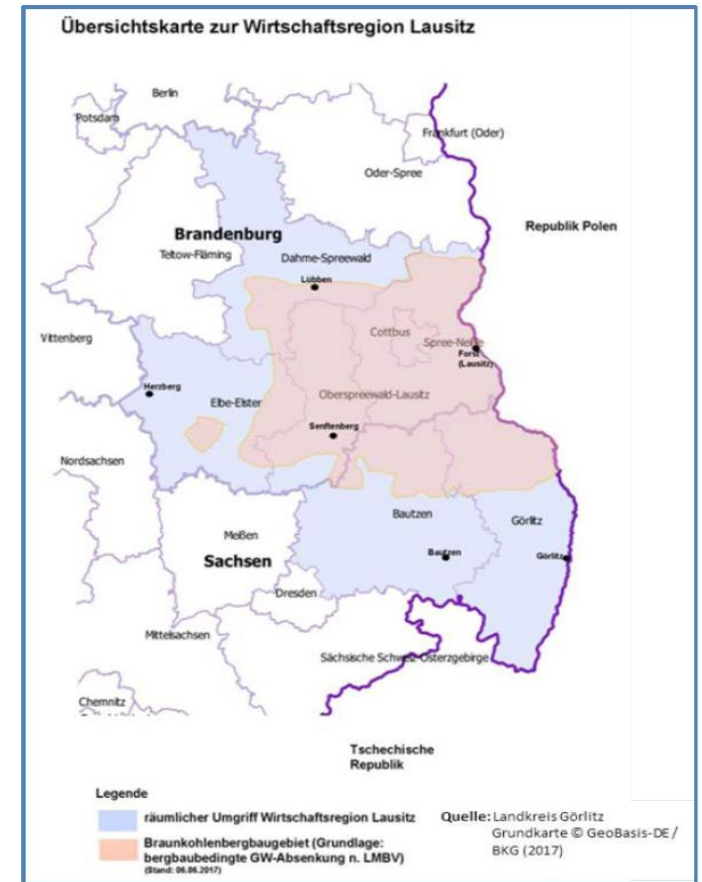 Übersichtskarte zur Wirtschaftsregion Lausitz
Berlin
Potsdam
Frankfurt (Oder)
Oder-Spree
Republik Polen
Brandenburg
Teltow-Fläming
Dahme-Spreewald
Lübben
Cottbus
Vittenberg
Spree-Neiße
Forst
(Lausitz)
Herzberg
Elbe-Elster
Oberspreewald-Lausitz
Senftenberg
Nordsachsen
Bautzen
Görlitz
Meißen
Sachsen
Bautzen
Görlitz
Dresden
Mittelsachsen
Sächsische Schweiz-Osterzgebirge
Chemnitz
Tschechische
Republik
Legende
räumlicher Umgriff Wirtschaftsregion Lausitz
Braunkohlenbergbaugebiet (Grundlage:
bergbaubedingte GW-Absenkung n. LMBV)
(Stand: 06.06.2017)
Quelle: Landkreis Görlitz
Grundkarte © GeoBasis-DE /
BKG (2017)